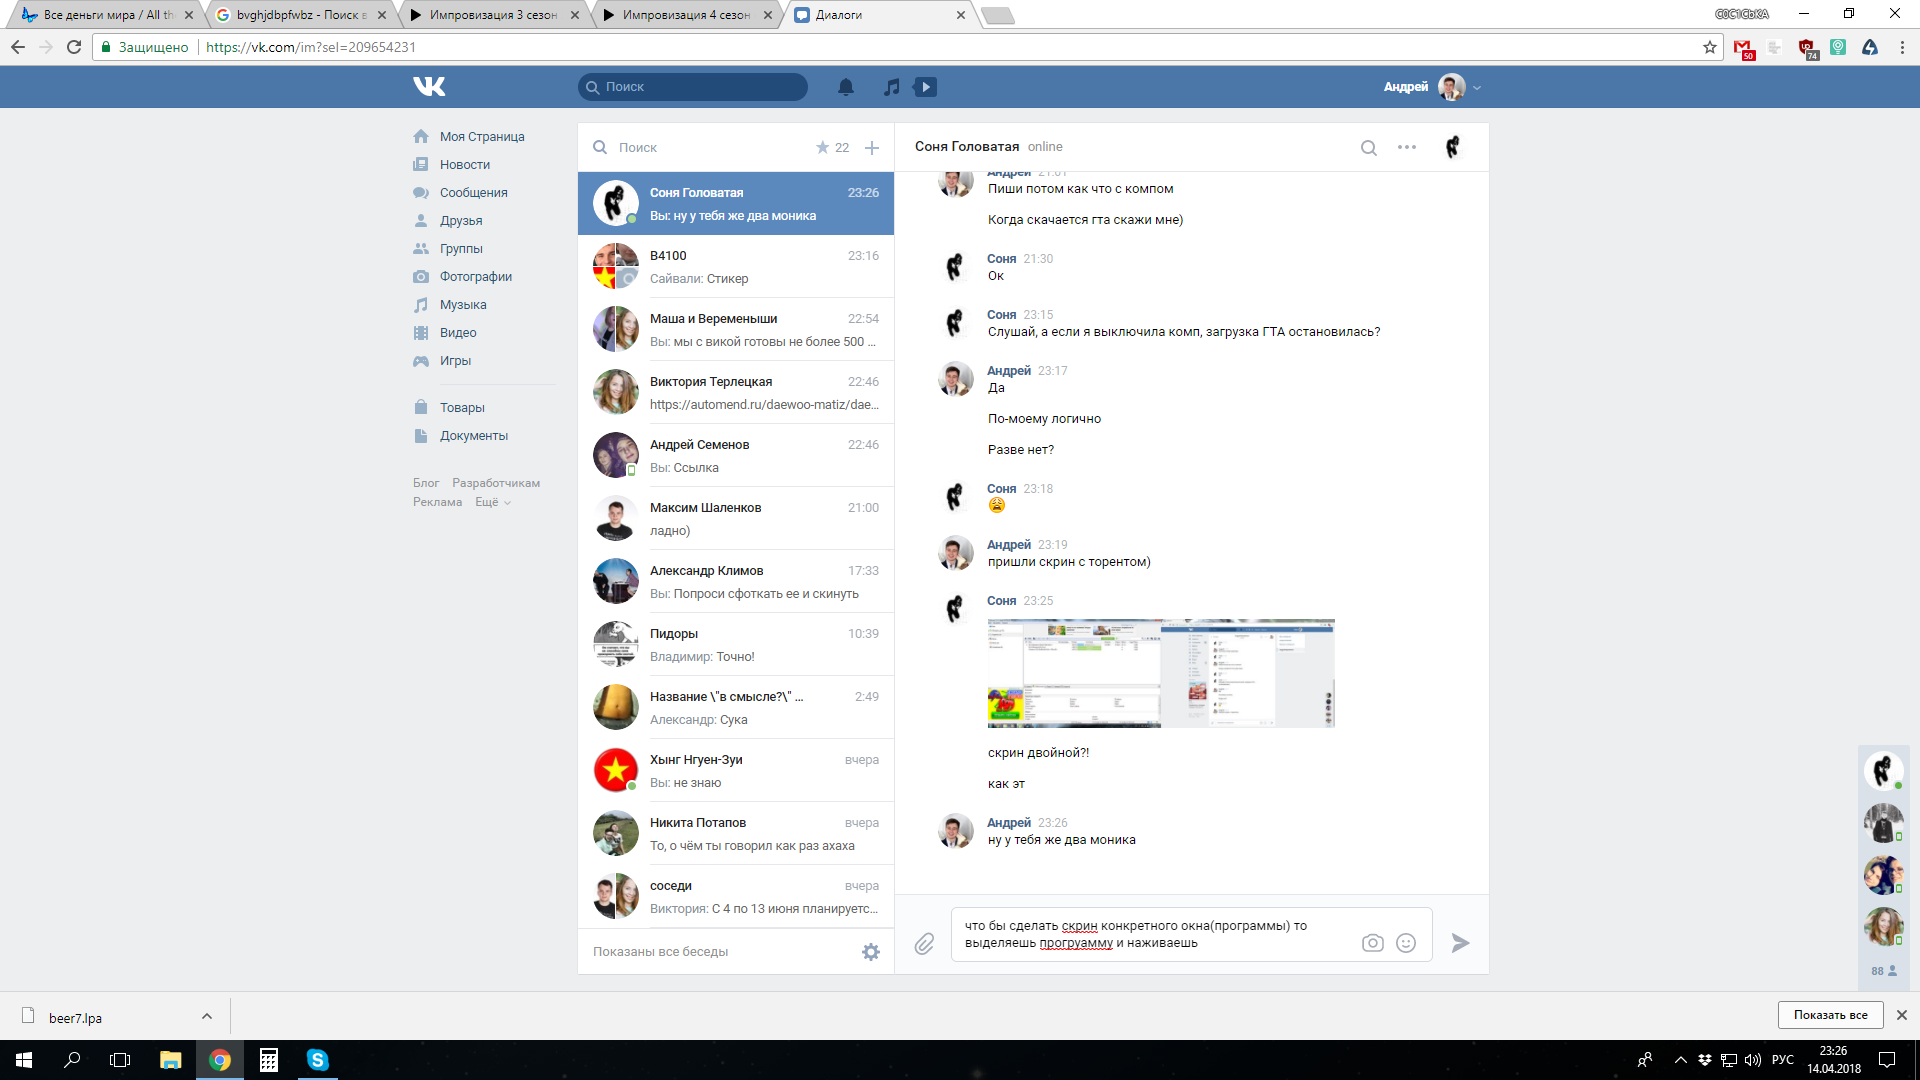 Все деньги мира / All th
bvghjdbpfwbz - Поиск в
Импровизация 3 сезон
Импровизация 4 сезон
Диалоги
C0C1CbKA
Защищено
https://vk.com/im?sel=209654231
50
74
Поиск
Андрей
Моя Страница
Новости
Сообщения
Друзья
Группы
Фотографии
Музыка
Видео
Игры
Товары
Документы
Блог Разработчикам
Реклама Ещё
Поиск
22
Соня Головатая 23:26
Вы: ну у тебя же два моника
В4100 23:16
Сайвали: Стикер
Маша и Веременыши 22:54
Вы: мы с викой готовы не более 500 ...
Виктория Терлецкая 22:46
https://automend.ru/daewoo-matiz/dae...
Андрей Семенов 22:46
Вы: Ссылка
Максим Шаленков 21:00
ладно)
Александр Климов 17:33
Вы: Попроси сфоткать ее и скинуть
Пидоры 10:39
Владимир: Точно!
Название \"в смысле?\" ... 2:49
Александр: Сука
Хынг Нгуен-Зуи вчера
Вы: не знаю
Никита Потапов вчера
То, о чём ты говорил как раз ахаха
соседи вчера
Виктория: С 4 по 13 июня планируетс...
Показаны все беседы
Соня Головатая online
Андрей 21:01
Пиши потом как что с компом
Когда скачается гта скажи мне)
Соня 21:30
Ок
Соня 23:15
Слушай, а если я выключила комп, загрузка ГТА остановилась?
Андрей 23:17
Да
По-моему логично
Разве нет?
Соня 23:18
Андрей 23:19
пришли скрин с торентом)
Соня 23:25
скрин двойной?!
как эт
Андрей 23:26
ну у тебя же два моника
что бы сделать скрин конкретного окна(программы) то
выделяешь прогруамму и наживаешь
88
beer7.lpa
Показать все
РУС
23:26
14.04.2018